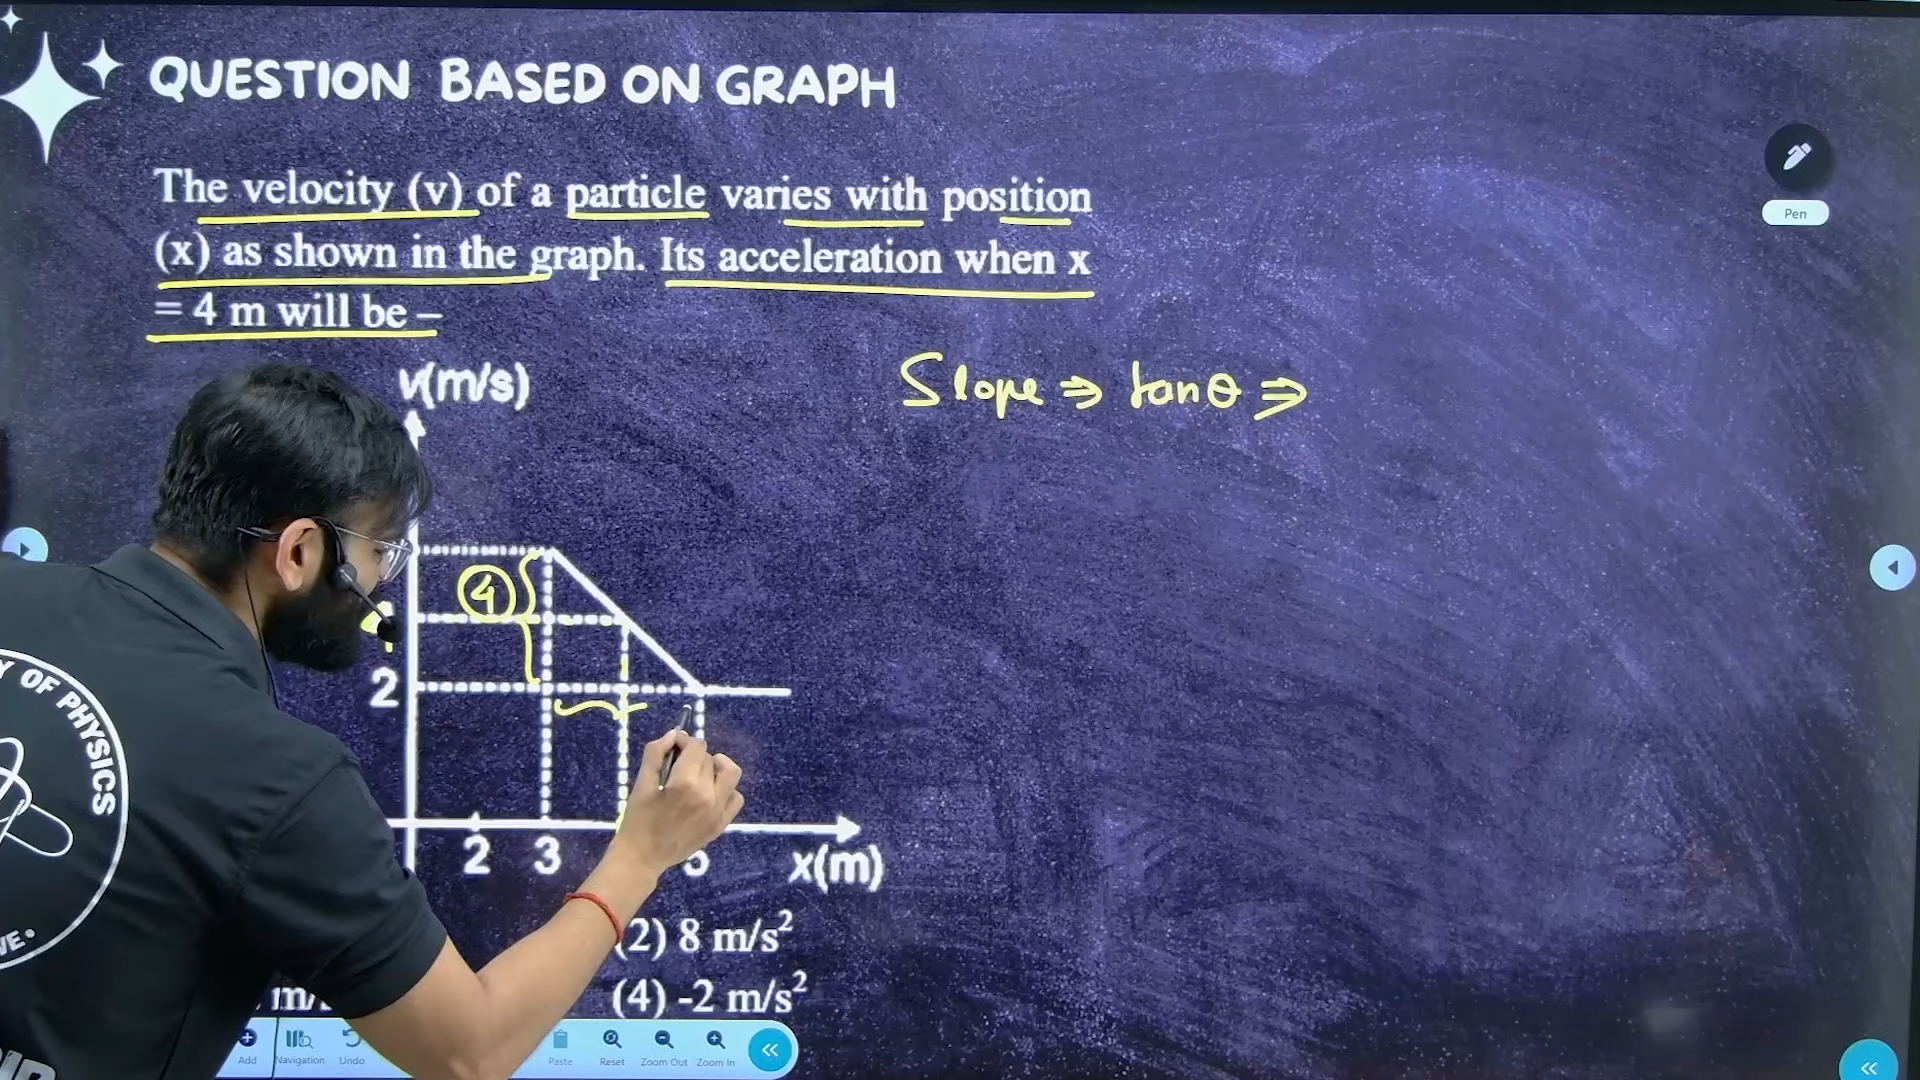 QUESTION BASED ON GRAPH
Pen
The velocity (v) of a particle varies with position
(x) as shown in the graph. Its acceleration when x
= 4 m will be –
Slope ⇒ tanθ ⇒
v(m/s)
4
2
2 3 5 x(m)
OF PHYSICS
(2) 8 m/s²
(4) -2 m/s²
Add Navigation Undo Paste Reset Zoom Out Zoom In